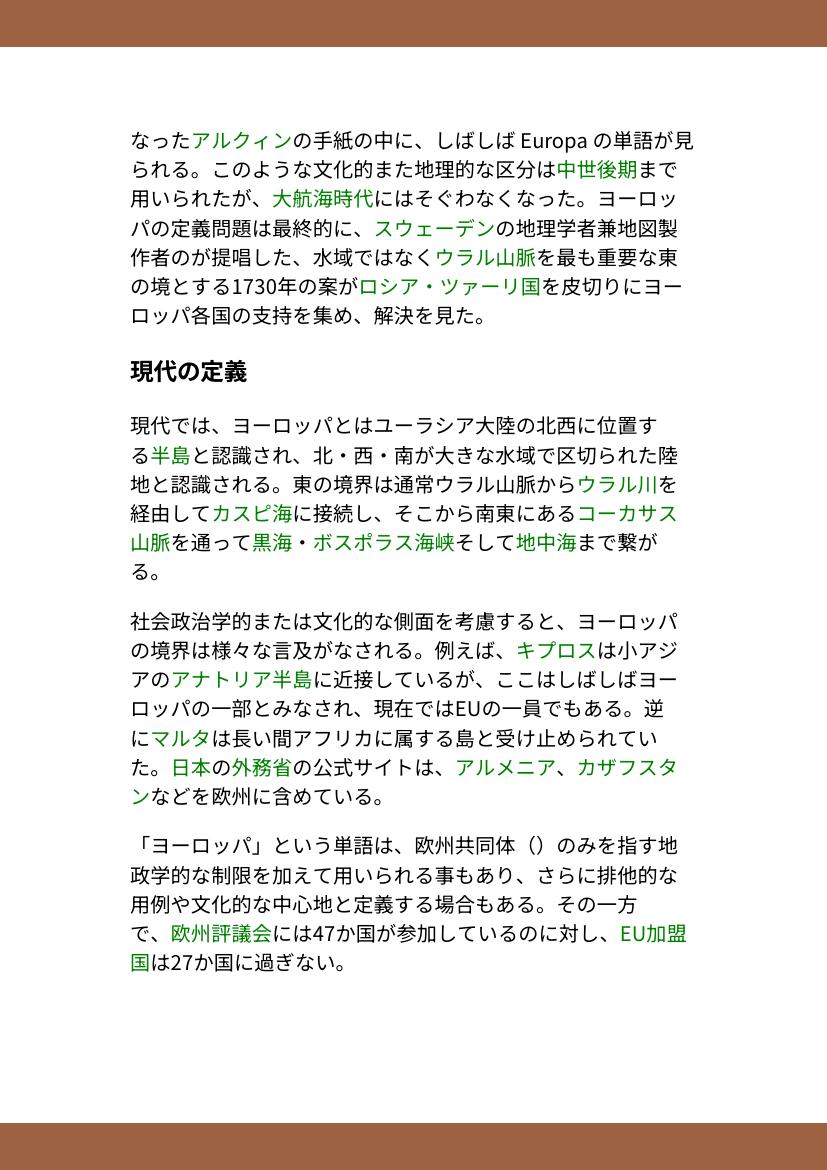 なったアルクィンの手紙の中に、しばしば Europa の単語が見
られる。このような文化的また地理的な区分は中世後期まで
用いられたが、大航海時代にはそぐわなくなった。ヨーロッ
パの定義問題は最終的に、スウェーデンの地理学者兼地図製
作者のが提唱した、水域ではなくウラル山脈を最も重要な東
の境とする1730年の案がロシア・ツァーリ国を皮切りにヨー
ロッパ各国の支持を集め、解決を見た。
現代の定義
現代では、ヨーロッパとはユーラシア大陸の北西に位置す
る半島と認識され、北・西・南が大きな水域で区切られた陸
地と認識される。東の境界は通常ウラル山脈からウラル川を
経由してカスピ海に接続し、そこから南東にあるコーカサス
山脈を通って黒海・ボスポラス海峡そして地中海まで繋が
る。
社会政治学的または文化的な側面を考慮すると、ヨーロッパ
の境界は様々な言及がなされる。例えば、キプロスは小アジ
アのアナトリア半島に近接しているが、ここはしばしばヨー
ロッパの一部とみなされ、現在ではEUの一員でもある。逆
にマルタは長い間アフリカに属する島と受け止められてい
た。日本の外務省の公式サイトは、アルメニア、カザフスタ
ンなどを欧州に含めている。
「ヨーロッパ」という単語は、欧州共同体（）のみを指す地
政学的な制限を加えて用いられる事もあり、さらに排他的な
用例や文化的な中心地と定義する場合もある。その一方
で、欧州評議会には47か国が参加しているのに対し、EU加盟
国は27か国に過ぎない。